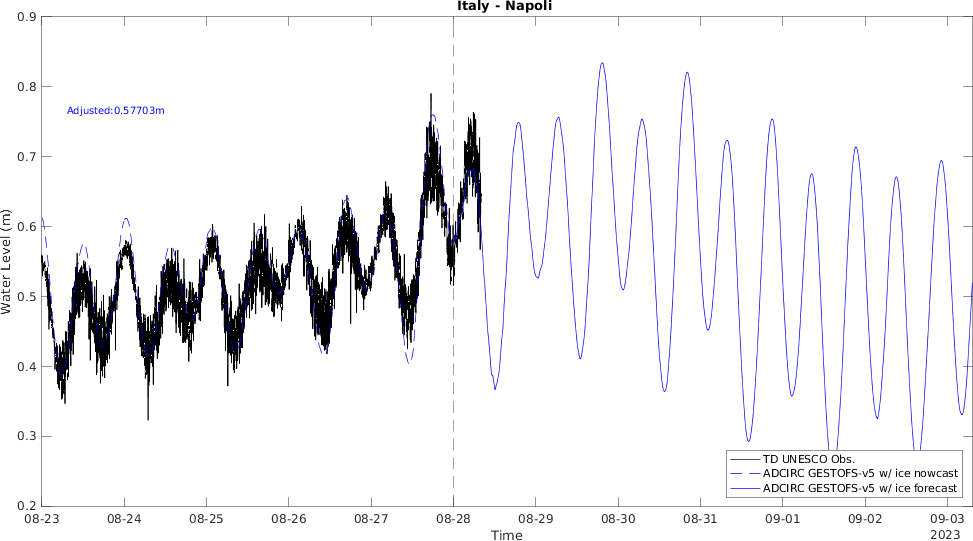 Italy - Napoli
0.9
0.8
Adjusted:0.57703m
0.7
0.6
Water Level (m)
0.5
0.4
0.3
0.2
TD UNESCO Obs.
ADCIRC GESTOFS-v5 w/ ice nowcast
ADCIRC GESTOFS-v5 w/ ice forecast
08-23 08-24 08-25 08-26 08-27 08-28 08-29 08-30 08-31 09-01 09-02 09-03
Time 2023